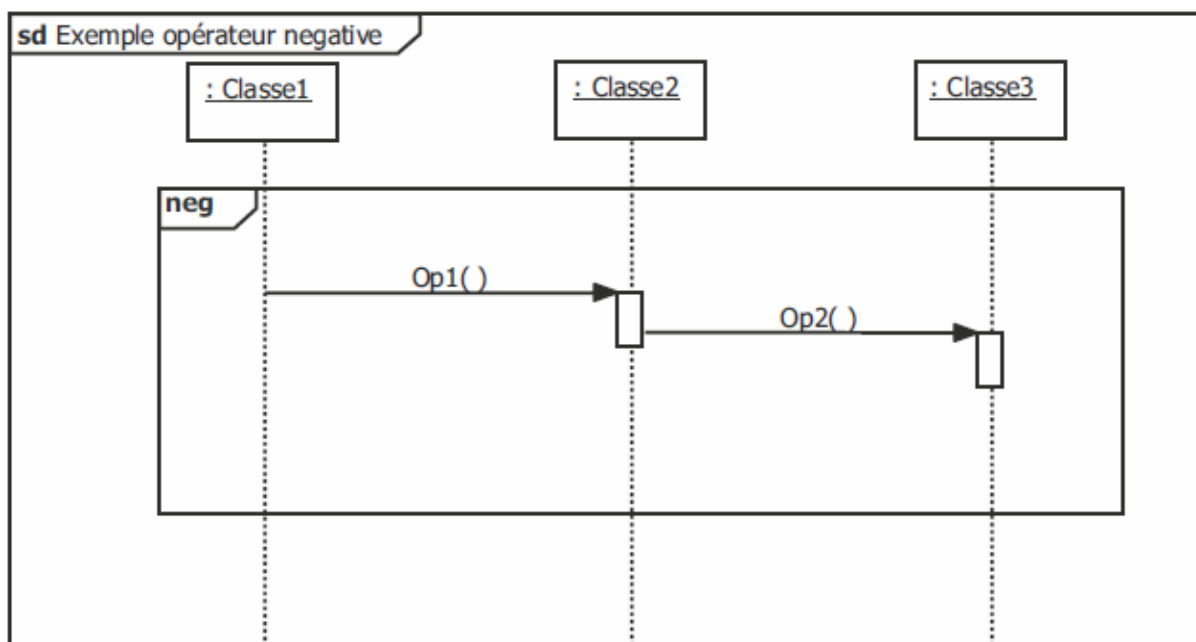 sd Exemple opérateur negative
: Classe1
: Classe2
: Classe3
neg
Op1( )
Op2( )